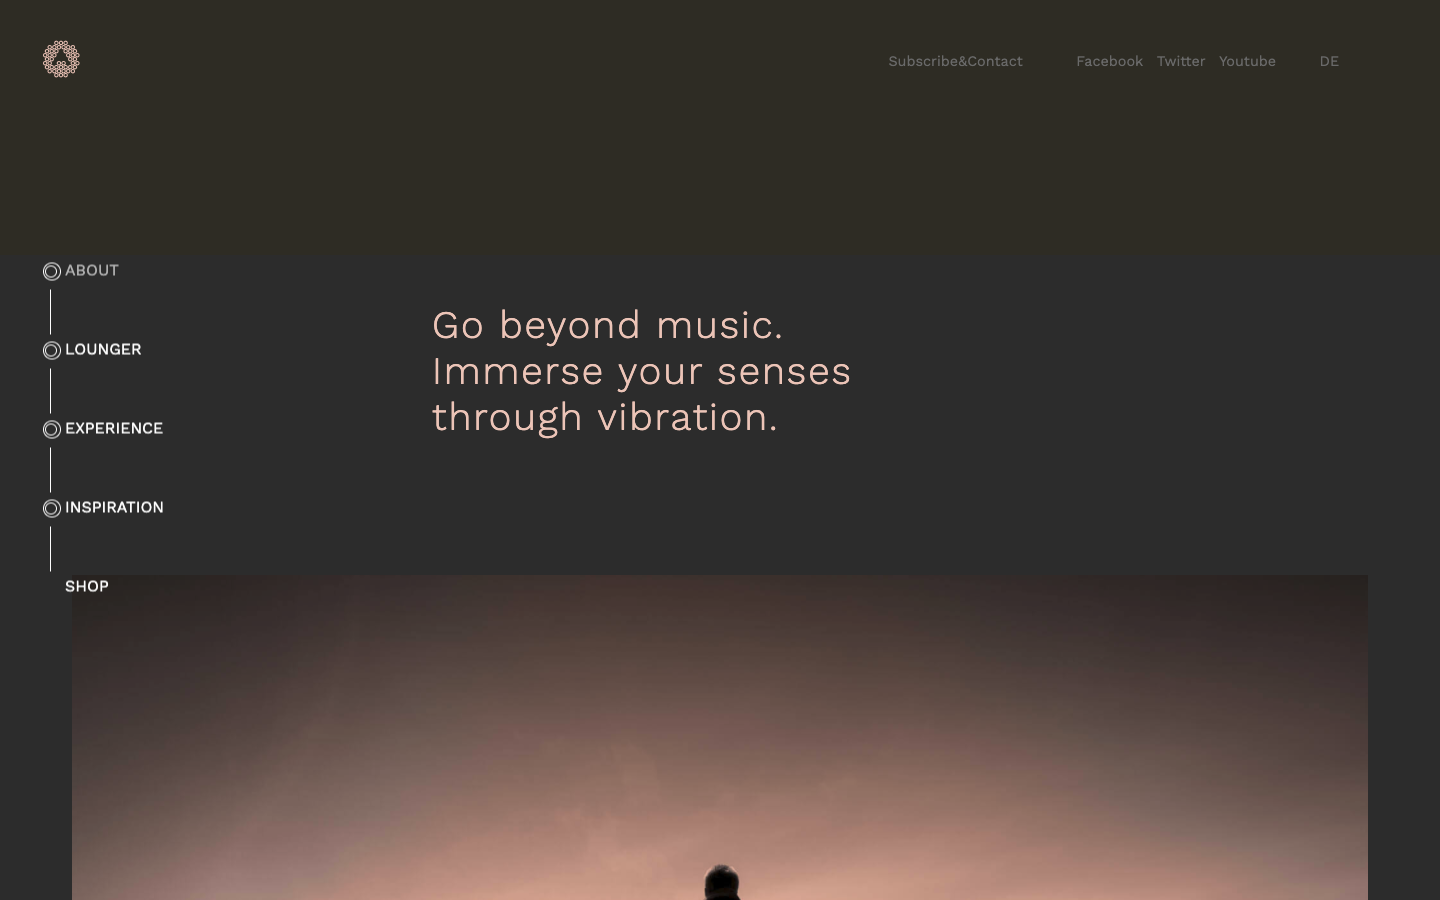 Subscribe&Contact
Facebook Twitter Youtube
DE
ABOUT
LOUNGER
EXPERIENCE
INSPIRATION
SHOP
Go beyond music.
Immerse your senses
through vibration.